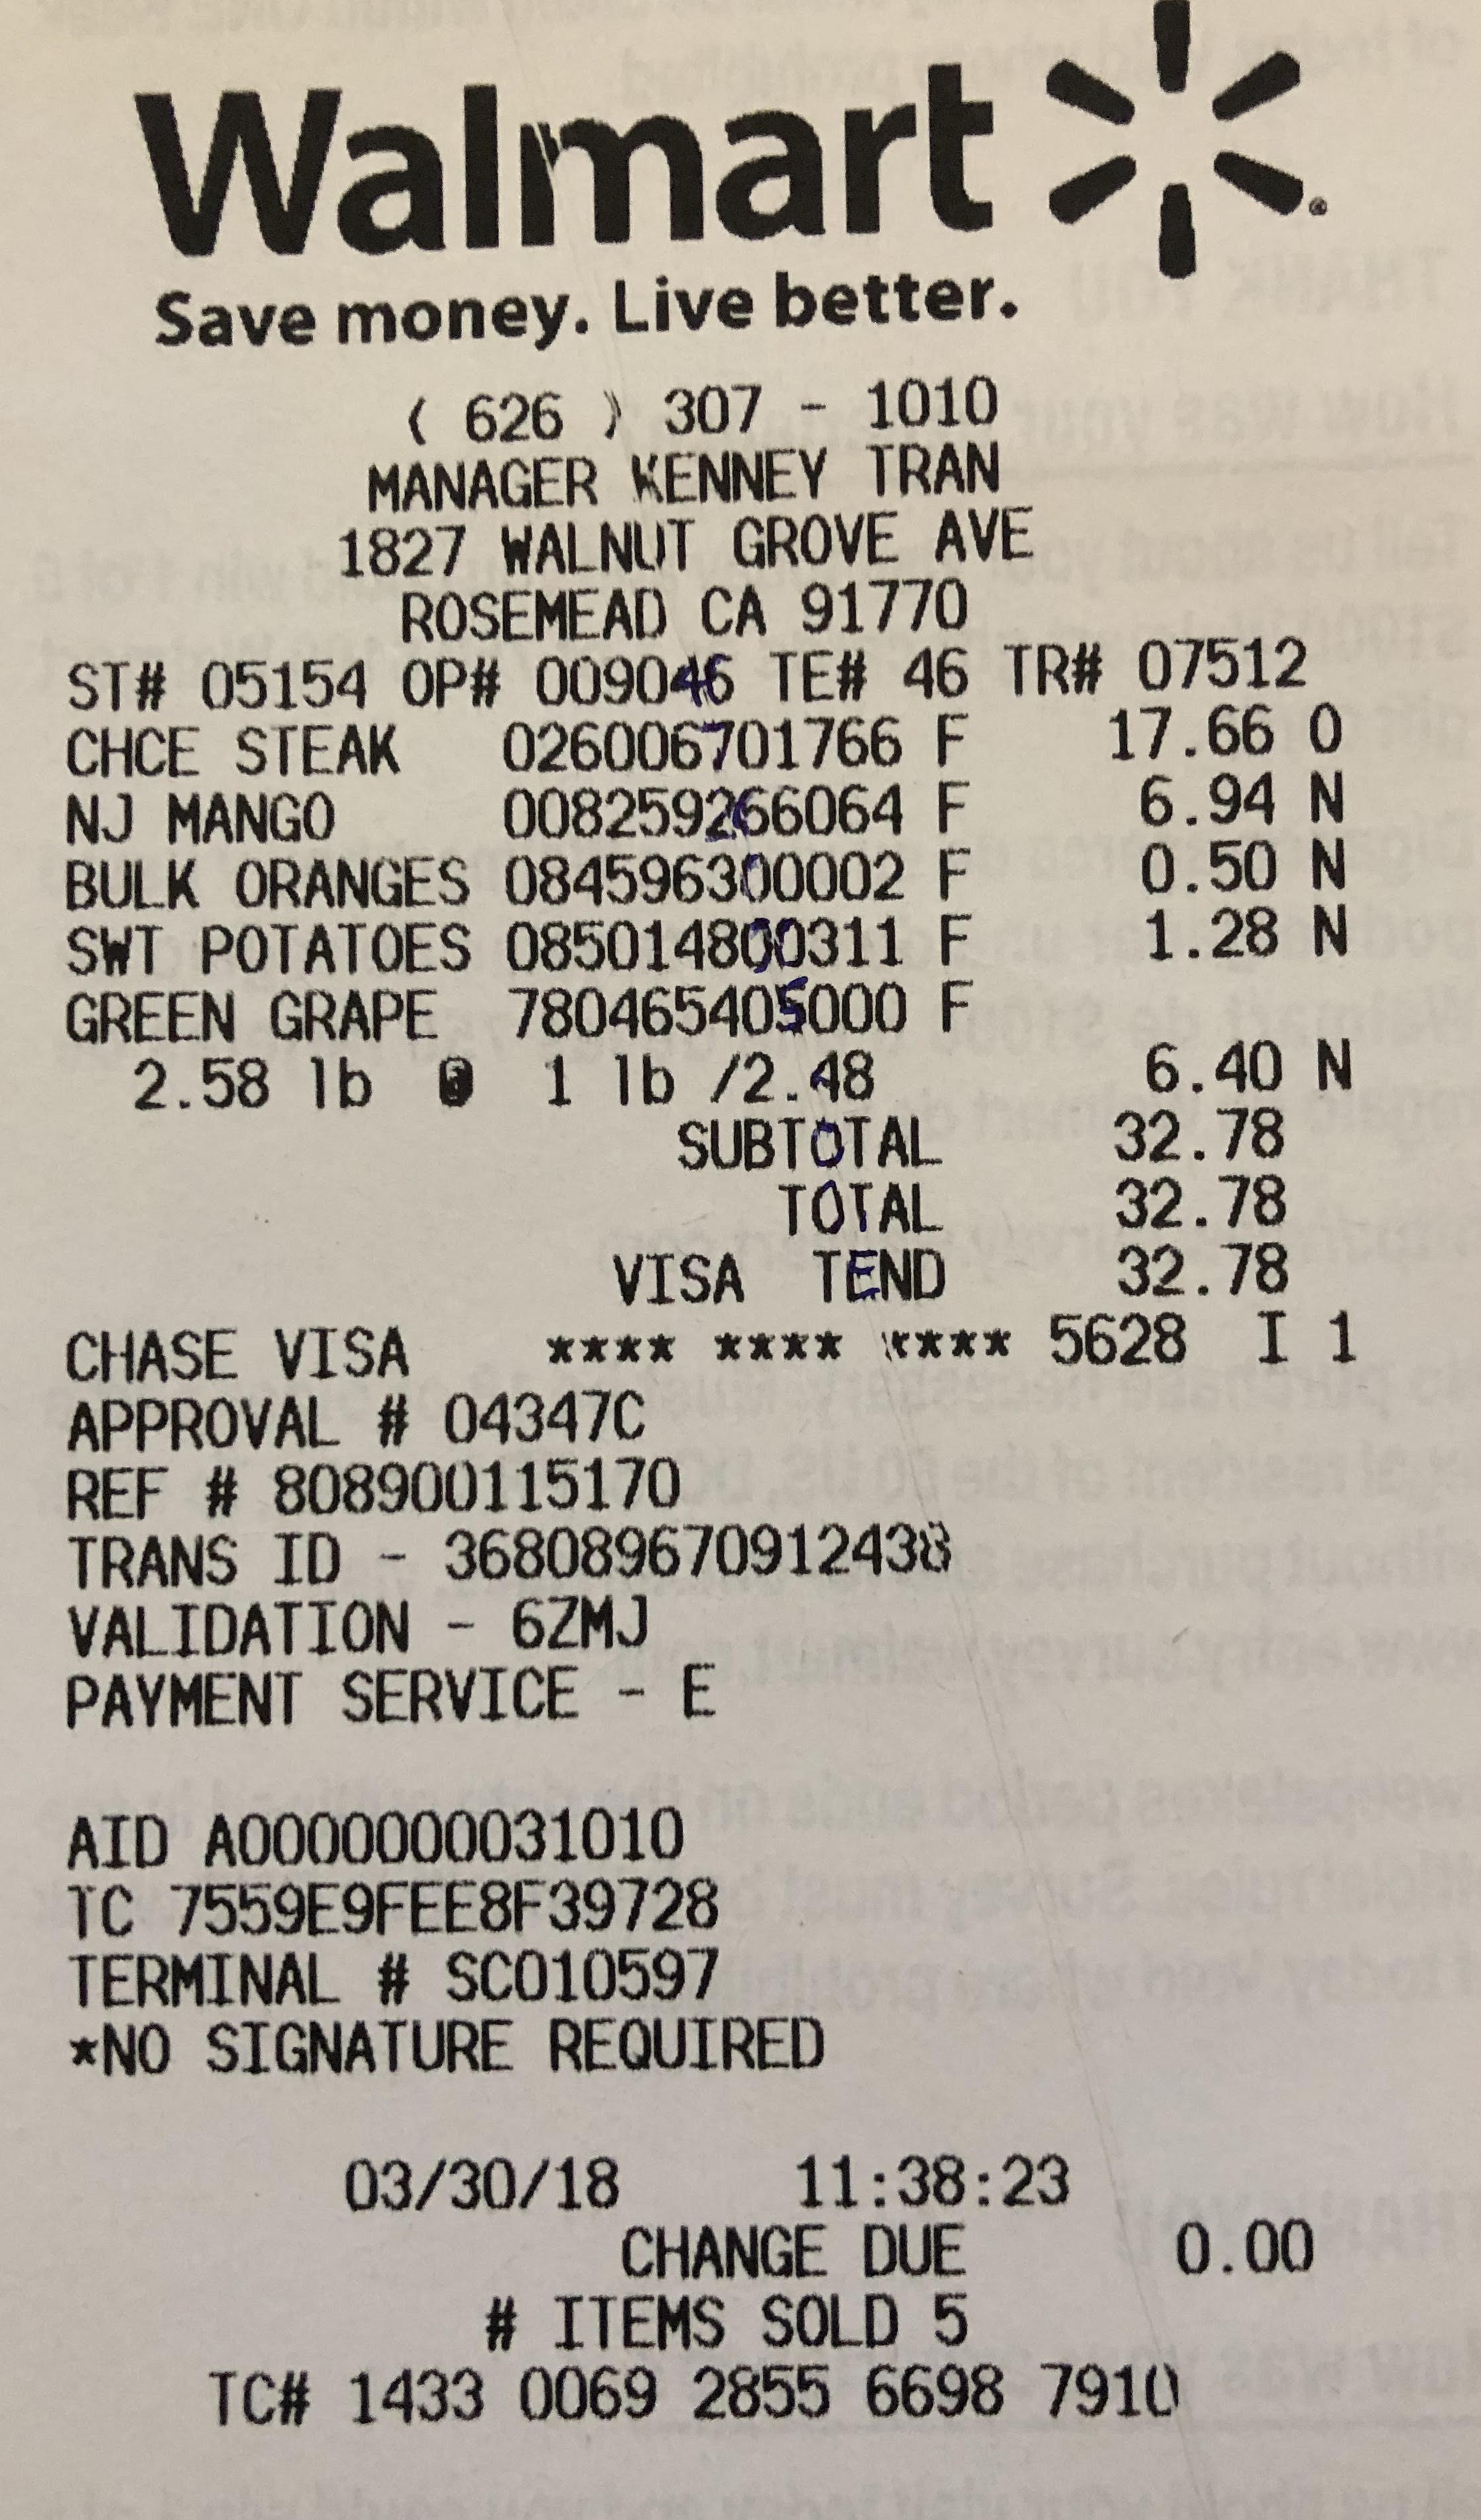 Walmart
Save money. Live better.
( 626 ) 307 - 1010
MANAGER KENNEY TRAN
1827 WALNUT GROVE AVE
ROSEMEAD CA 91770
ST# 05154 OP# 009046 TE# 46 TR# 07512
CHCE STEAK 026006701766 F 17.66 O
NJ MANGO 008259266064 F 6.94 N
BULK ORANGES 084596300002 F 0.50 N
SWT POTATOES 085014800311 F 1.28 N
GREEN GRAPE 780465405000 F
2.58 lb @ 1 lb /2.48 6.40 N
SUBTOTAL 32.78
TOTAL 32.78
VISA TEND 32.78
CHASE VISA **** **** **** 5628 I 1
APPROVAL # 04347C
REF # 808900115170
TRANS ID - 368089670912438
VALIDATION - 6ZMJ
PAYMENT SERVICE - E
AID A0000000031010
TC 7559E9FEE8F39728
TERMINAL # SC010597
*NO SIGNATURE REQUIRED
03/30/18 11:38:23
CHANGE DUE 0.00
# ITEMS SOLD 5
TC# 1433 0069 2855 6698 7910